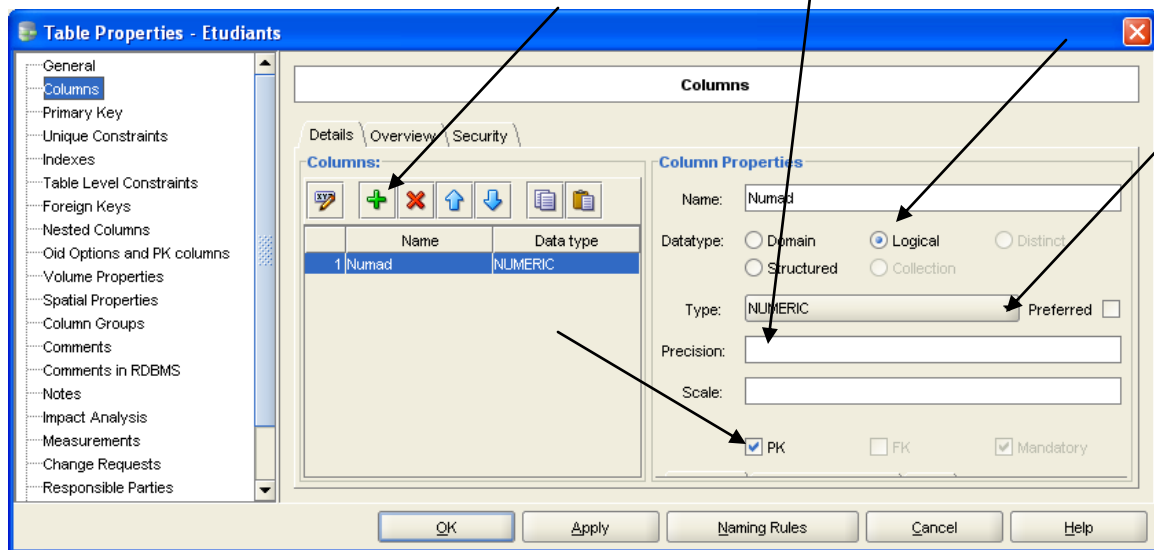 Table Properties - Etudiants
General
Columns
Primary Key
Unique Constraints
Indexes
Table Level Constraints
Foreign Keys
Nested Columns
Oid Options and PK columns
Volume Properties
Spatial Properties
Column Groups
Comments
Comments in RDBMS
Notes
Impact Analysis
Measurements
Change Requests
Responsible Parties
Columns
Details Overview Security
Columns:
Name Data type
1 Numad NUMERIC
Column Properties
Name: Numad
Datatype: Domain Logical Distinct
Structured Collection
Type: NUMERIC Preferred
Precision:
Scale:
PK FK Mandatory
OK Apply Naming Rules Cancel Help